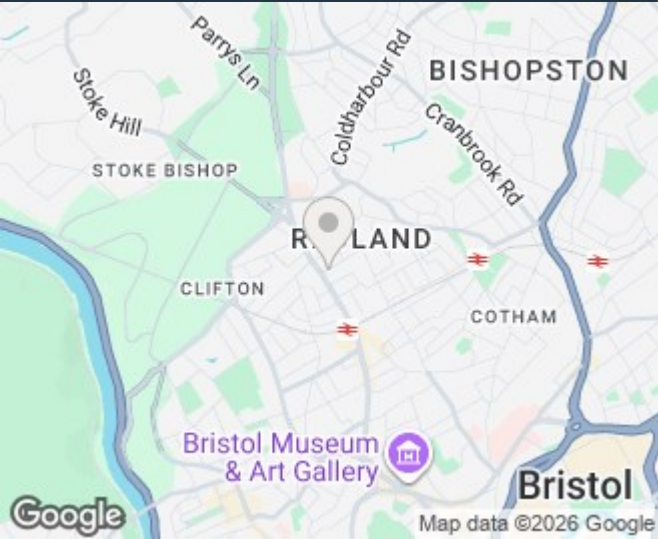 Parrys Ln
Coldharbour Rd
BISHOPSTON
Stoke Hill
Cranbrook Rd
STOKE BISHOP
CLIFTON
COTHAM
Bristol Museum
& Art Gallery
Bristol
Google
Map data ©2026 Google